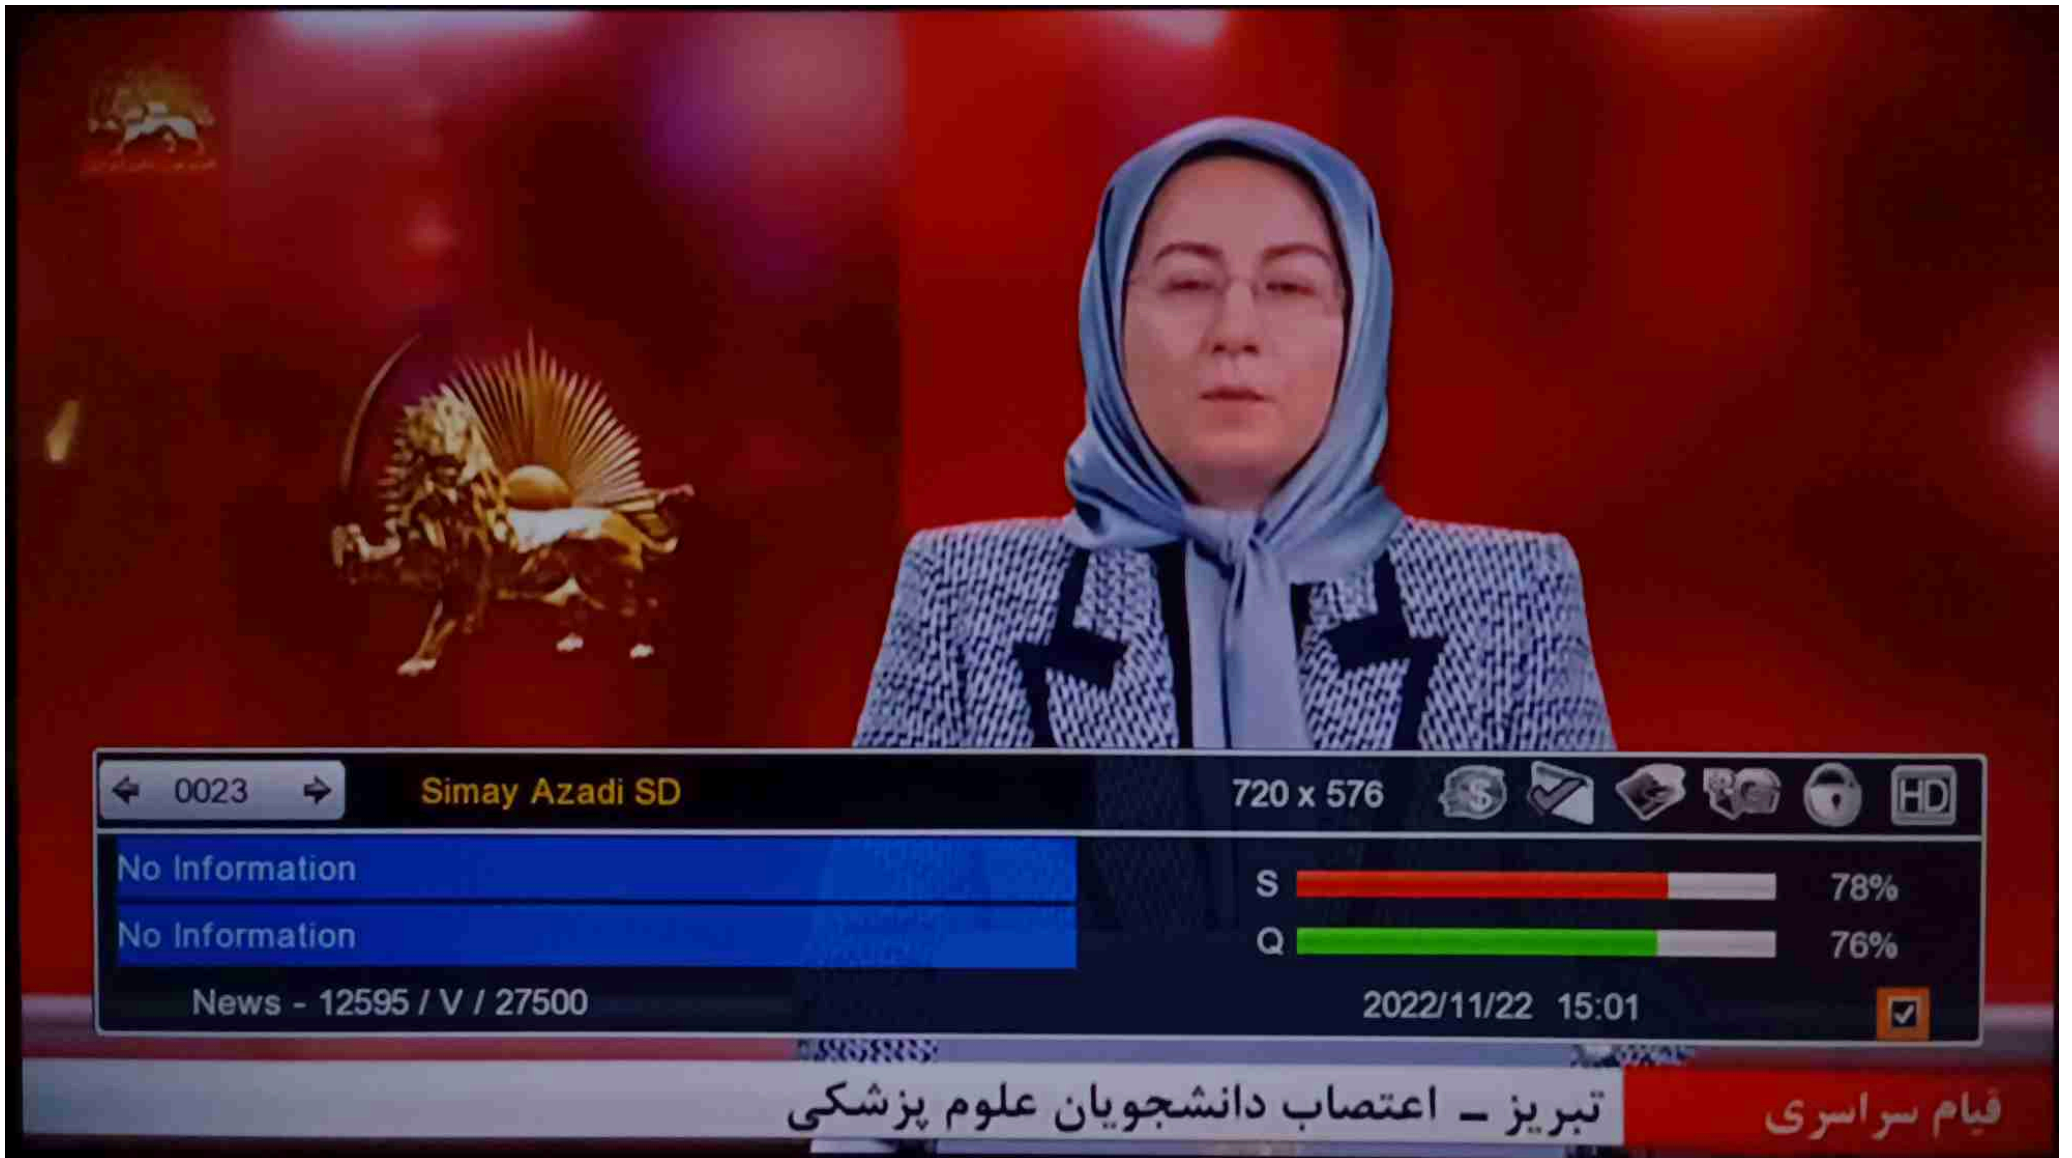 0023
Simay Azadi SD
720 x 576
HD
No Information
S 78%
No Information
Q 76%
News - 12595 / V / 27500
2022/11/22 15:01
قیام سراسری
تبریز – اعتصاب دانشجویان علوم پزشکی